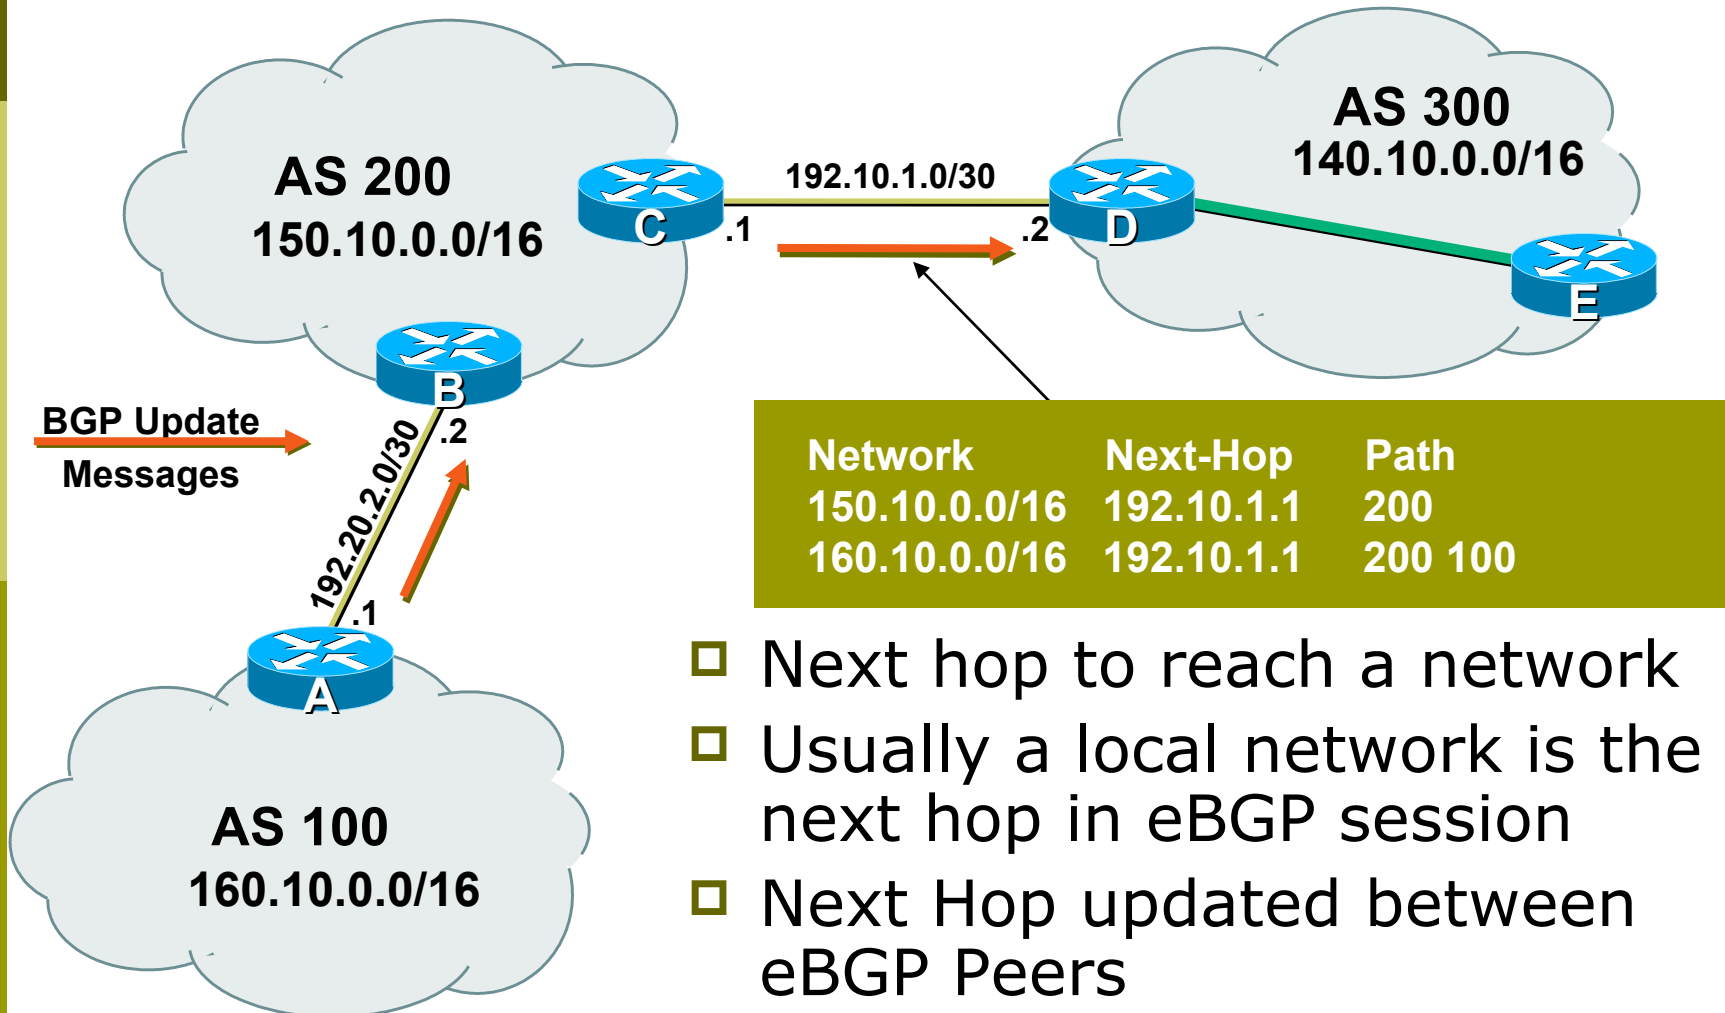 AS 300
140.10.0.0/16
AS 200
150.10.0.0/16
192.10.1.0/30
C
.1
.2
D
E
B
.2
BGP Update
Messages
192.20.2.0/30
.1
A
AS 100
160.10.0.0/16
Network Next-Hop Path
150.10.0.0/16 192.10.1.1 200
160.10.0.0/16 192.10.1.1 200 100
Next hop to reach a network
Usually a local network is the
next hop in eBGP session
Next Hop updated between
eBGP Peers